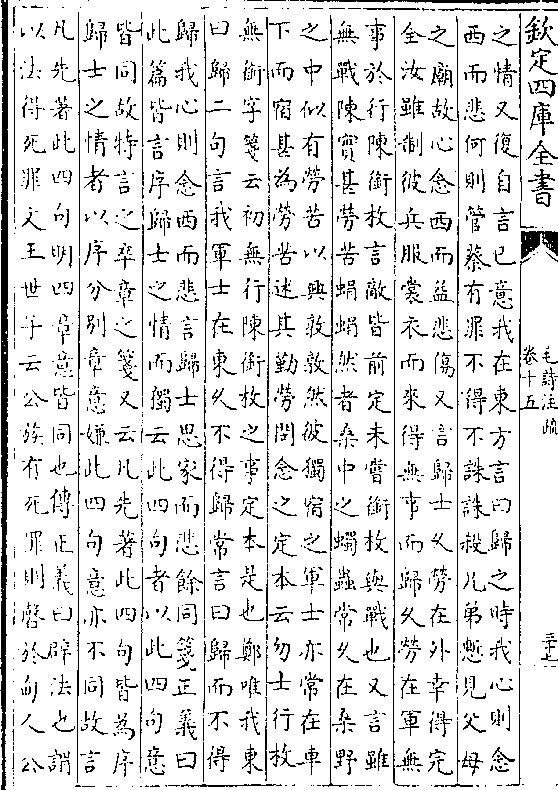 欽定四庫全書
毛詩注疏
卷十五
之情又復自言已意我在東方言曰歸之時我心則念
西而悲何則管蔡有罪不得不誅誅殺兄弟慙見父母
之廟故心念西而益悲傷又言歸士久勞在外幸得完
全汝雖制彼兵服裳衣而來得無事而歸久勞在軍無
事於行陳銜枚言敵皆前定未嘗銜枚與戰也又言雖
無戰陳實甚勞苦蜎蜎然者桑中之蠋蟲常久在桑野
之中似有勞苦以興敦敦然彼獨宿之軍士亦常在車
下而宿甚為勞苦述其勤勞閔念之定本云勿士行枚
無銜字箋云初無行陳銜枚之事定本是也鄭唯我東
曰歸二句言我軍士在東久不得歸常言曰歸而不得
歸我心則念西而悲言歸士思家而悲餘同箋正義曰
此篇皆言序歸士之情而獨云此四句者以此四句意
皆同故特言之卒章之箋又云凡先著此四句皆為序
歸士之情者以序分別章意嫌此四句意亦不同故言
凡先著此四句明四章意皆同也傳正義曰辟法也謂
以法得死罪文王世子云公族有死罪則磬於甸人公